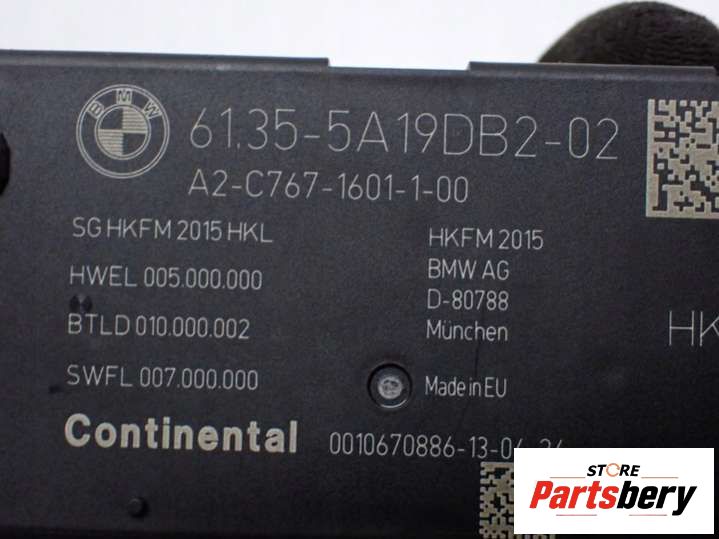 BMW
61.35-5A19DB2-02
A2-C767-1601-1-00
SG HKFM 2015 HKL
HWEL 005.000.000
BTLD 010.000.002
SWFL 007.000.000
HKFM 2015
BMW AG
D-80788
München
Made in EU
HK
Continental
STORE
Partsbery